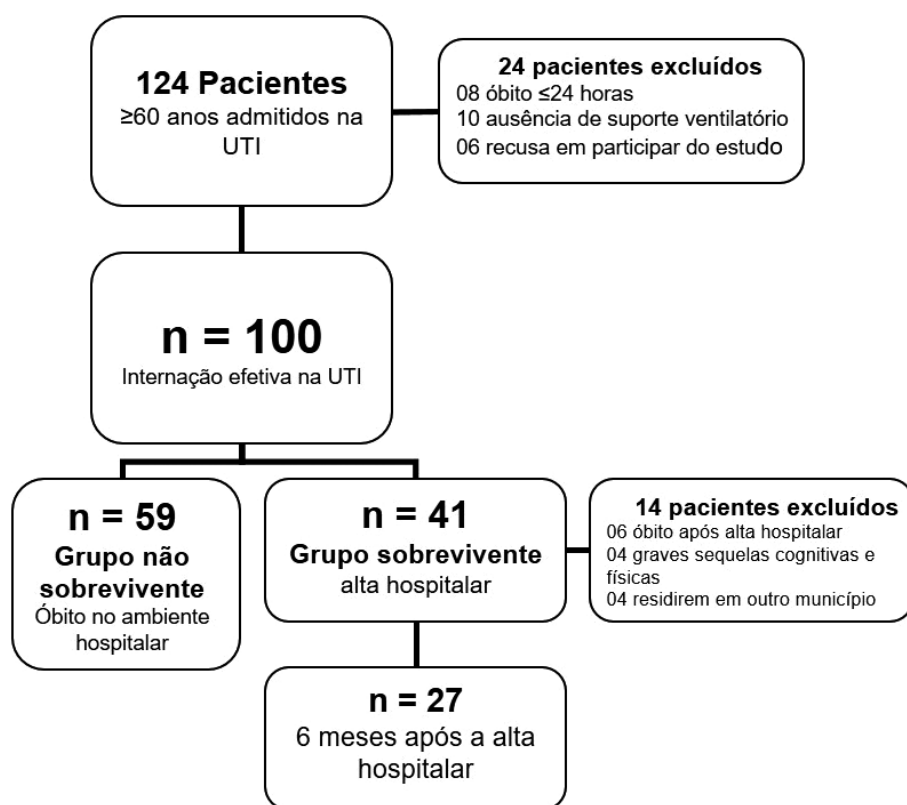 124 Pacientes
≥60 anos admitidos na
UTI
24 pacientes excluídos
08 óbito ≤24 horas
10 ausência de suporte ventilatório
06 recusa em participar do estudo
n = 100
Internação efetiva na UTI
n = 59
Grupo não
sobrevivente
Óbito no ambiente
hospitalar
n = 41
Grupo sobrevivente
alta hospitalar
14 pacientes excluídos
06 óbito após alta hospitalar
04 graves sequelas cognitivas e
físicas
04 residirem em outro município
n = 27
6 meses após a alta
hospitalar